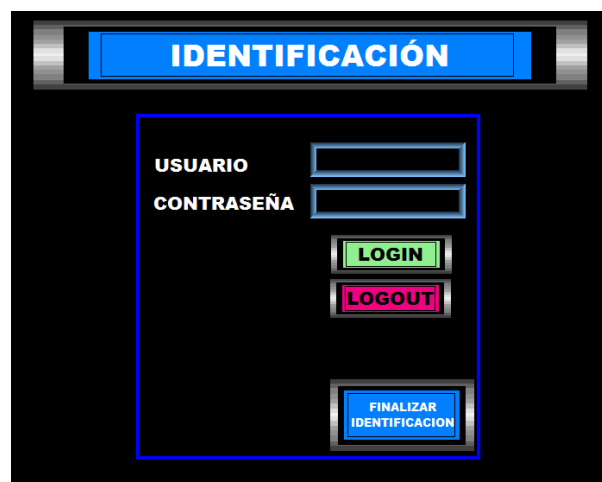 IDENTIFICACIÓN
USUARIO
CONTRASEÑA
LOGIN
LOGOUT
FINALIZAR
IDENTIFICACION